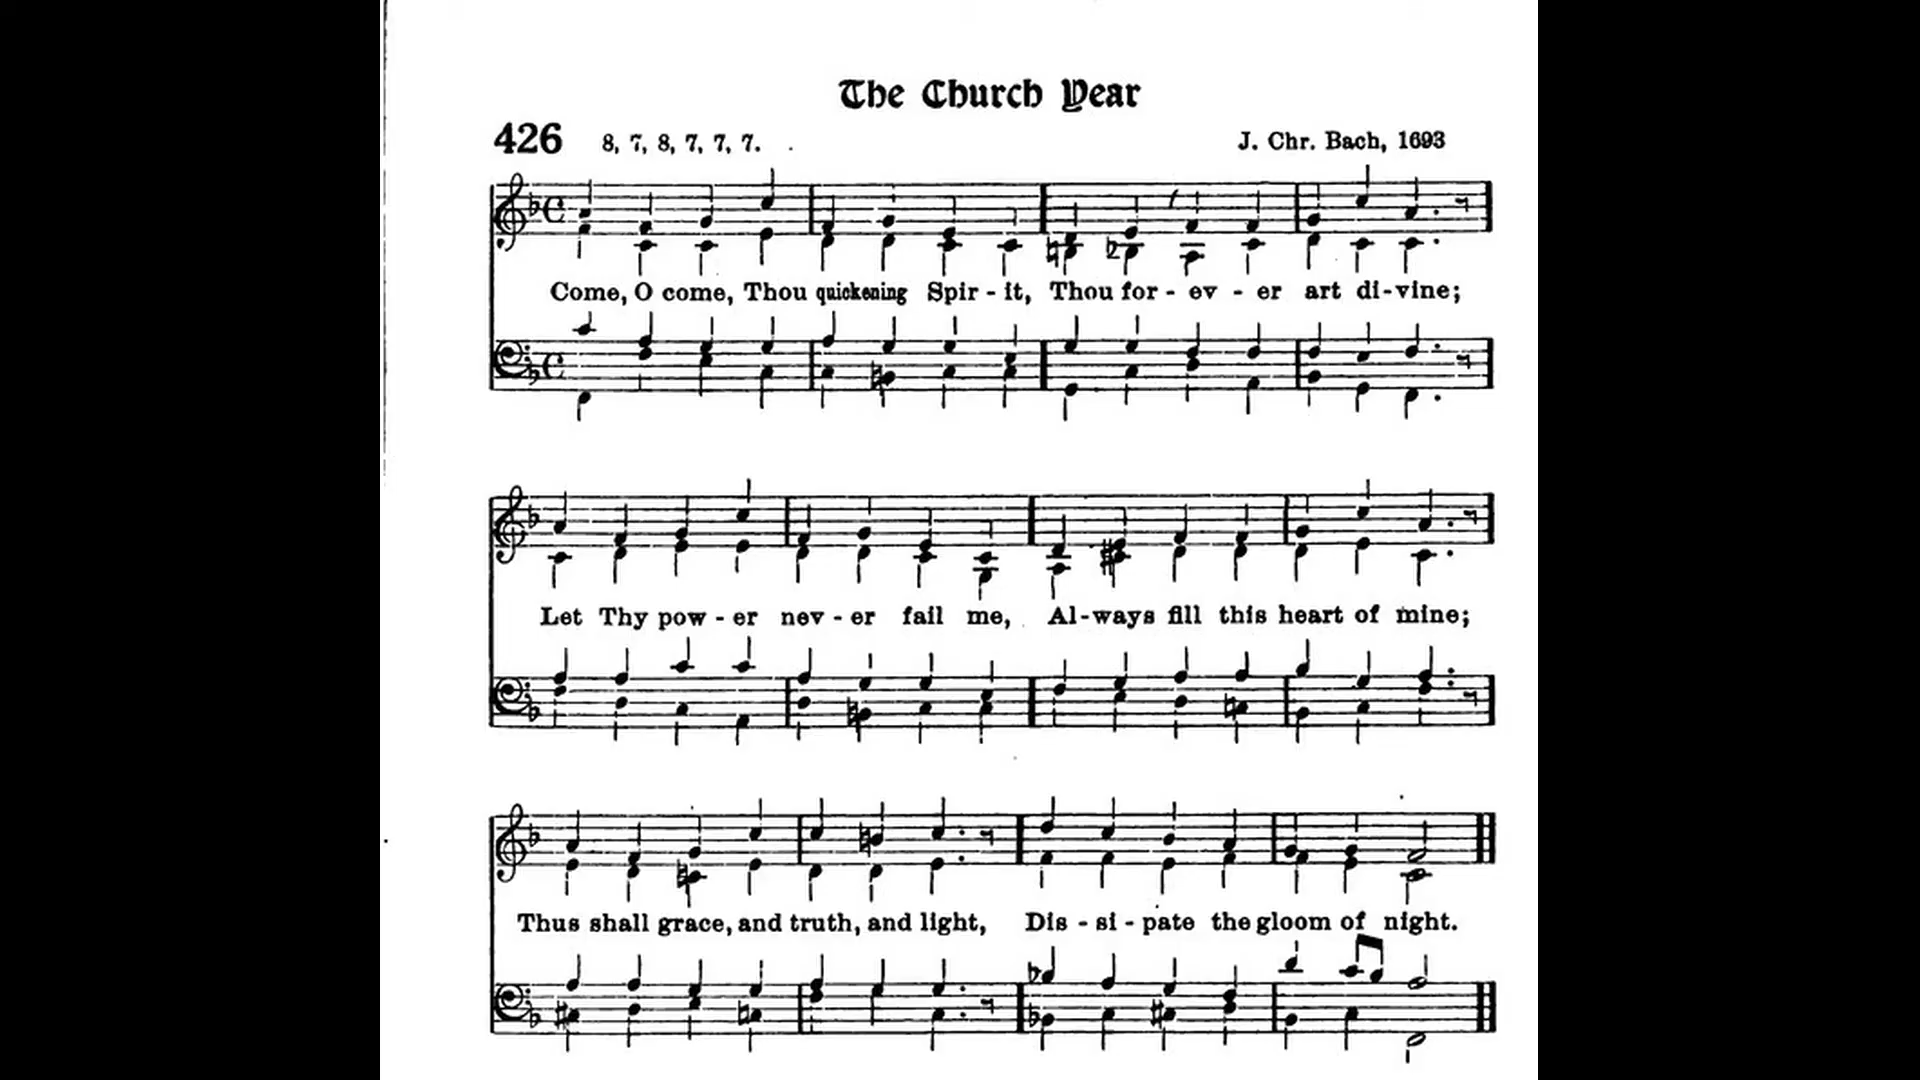 The Church Year
426 8, 7, 8, 7, 7, 7. J. Chr. Bach, 1693
Come, O come, Thou quickening Spir - it, Thou for - ev - er art di-vine;
Let Thy pow - er nev - er fail me, Al-ways fill this heart of mine;
Thus shall grace, and truth, and light, Dis - si - pate the gloom of night.